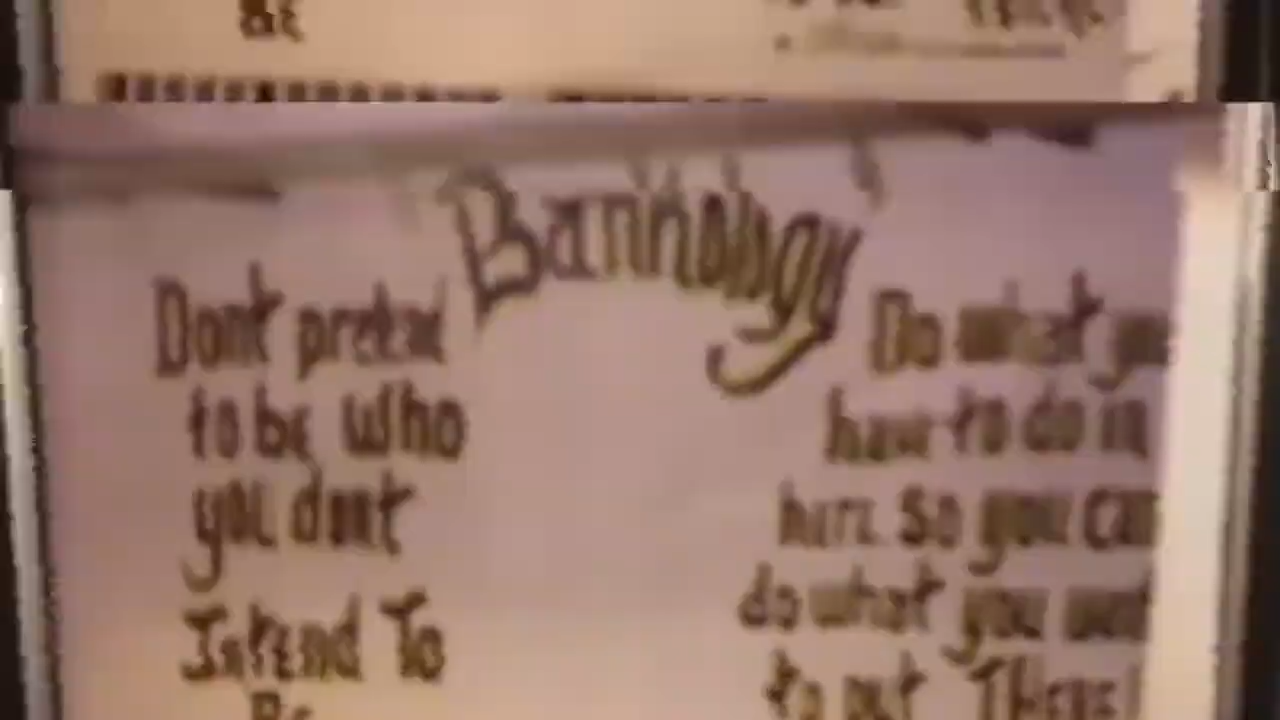 Bannology
Dont pretend
to be Who
you dont
Intend To
Be
Do what you
have to do in
here so you can
do what you want
to out THERE!